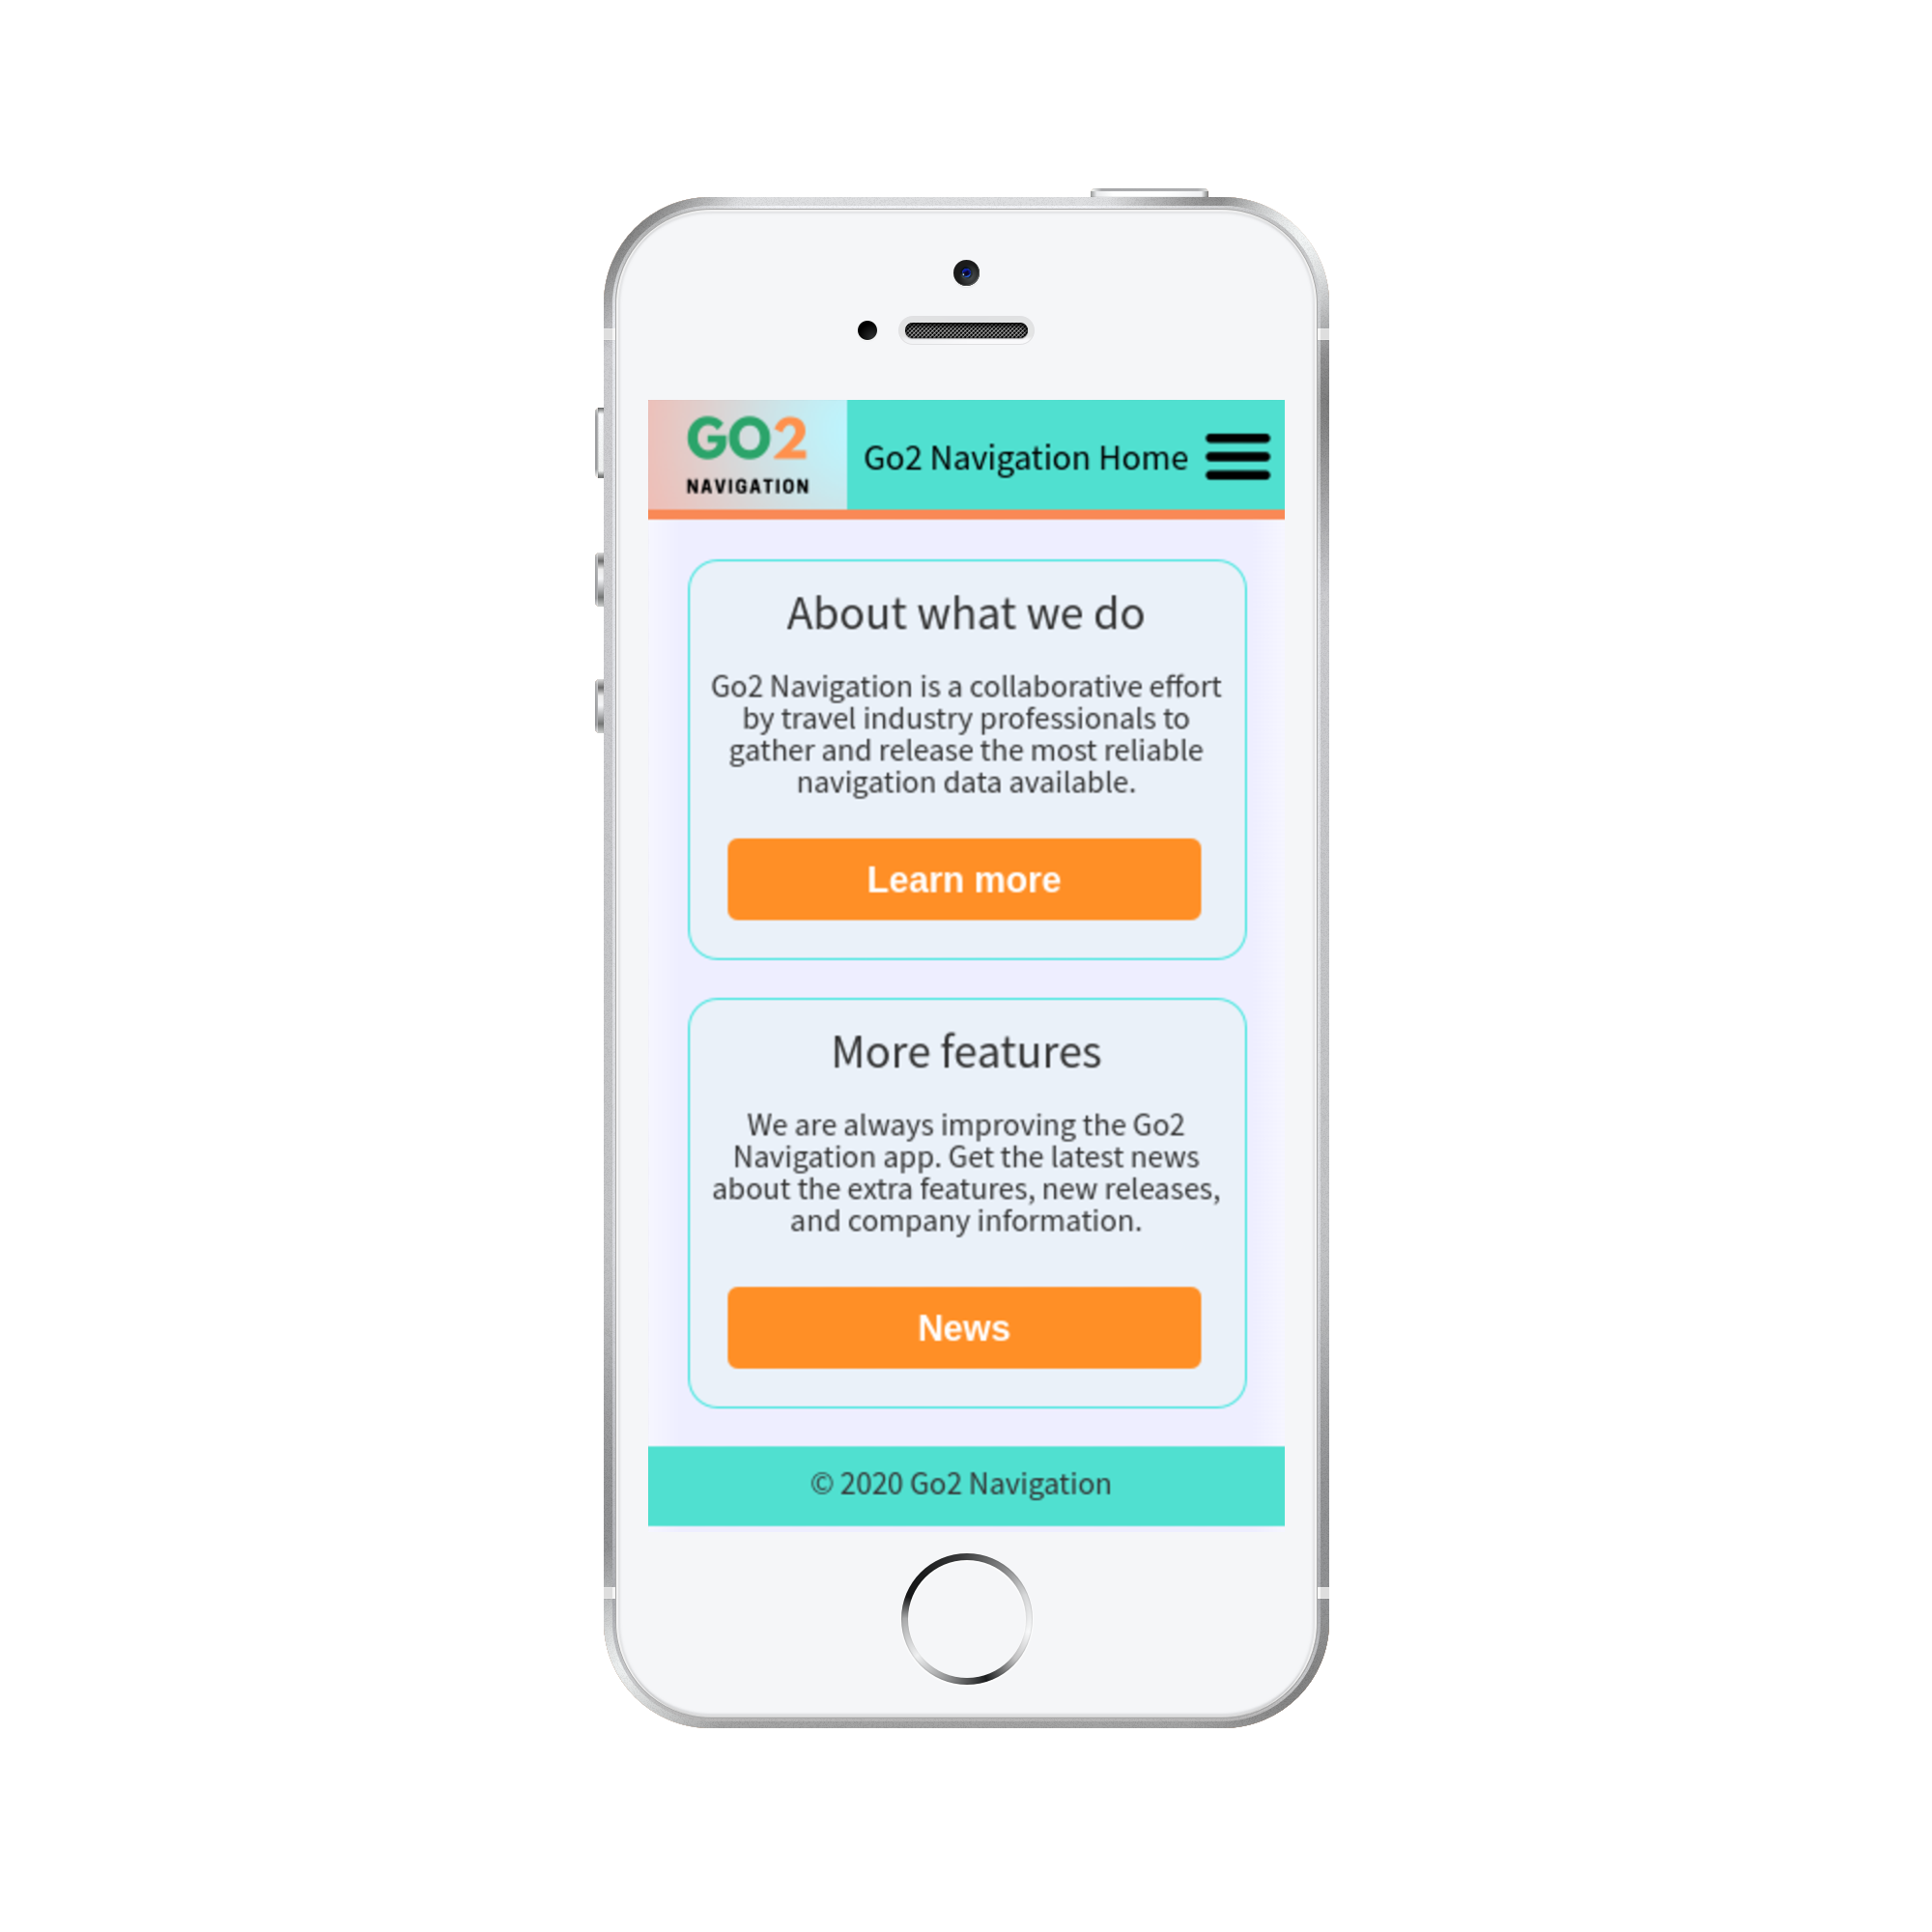 GO2
NAVIGATION
Go2 Navigation Home
About what we do
Go2 Navigation is a collaborative effort
by travel industry professionals to
gather and release the most reliable
navigation data available.
Learn more
More features
We are always improving the Go2
Navigation app. Get the latest news
about the extra features, new releases,
and company information.
News
© 2020 Go2 Navigation